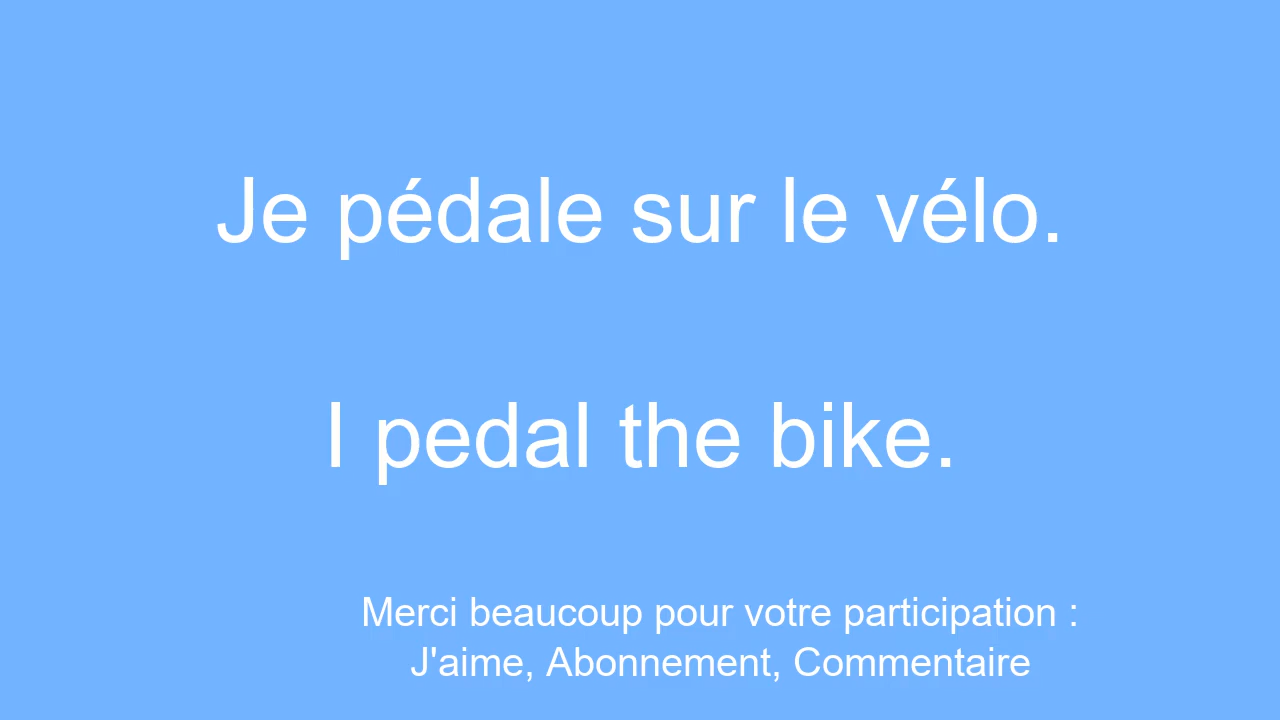 Je pédale sur le vélo.
I pedal the bike.
Merci beaucoup pour votre participation :
J'aime, Abonnement, Commentaire